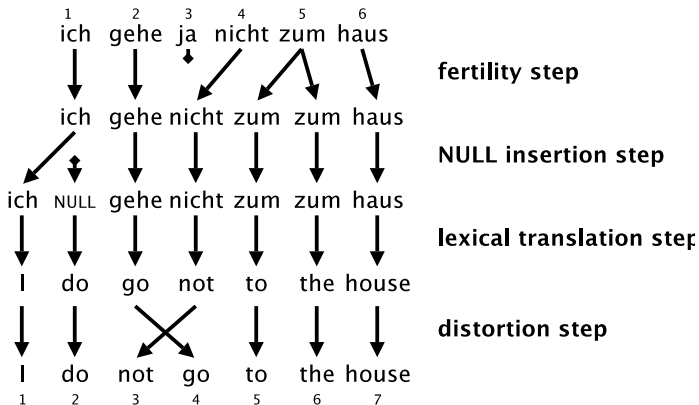 1 2 3 4 5 6
ich gehe ja nicht zum haus
fertility step
ich gehe nicht zum zum haus
NULL insertion step
ich NULL gehe nicht zum zum haus
lexical translation step
I do go not to the house
distortion step
I do not go to the house
1 2 3 4 5 6 7